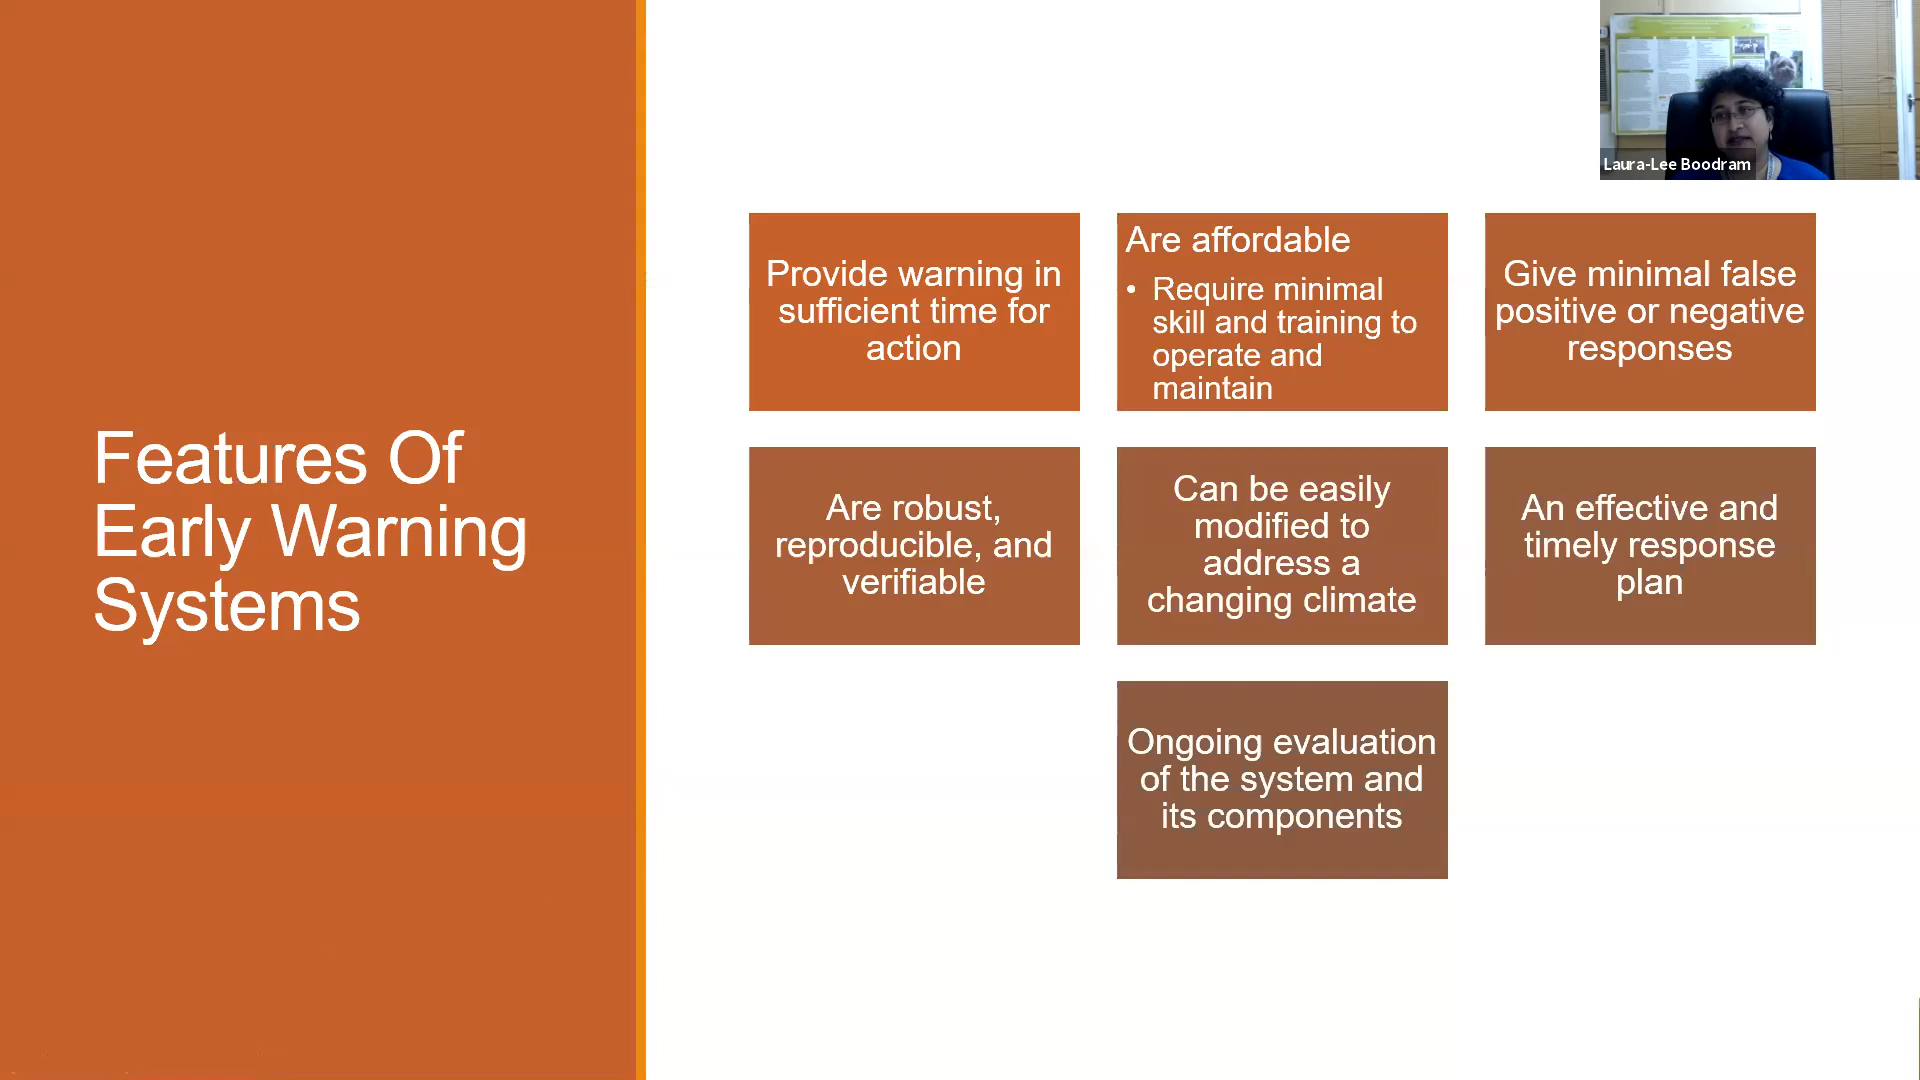 Laura-Lee Boodram
Features Of
Early Warning
Systems
Provide warning in
sufficient time for
action
Are affordable
• Require minimal
skill and training to
operate and
maintain
Give minimal false
positive or negative
responses
Are robust,
reproducible, and
verifiable
Can be easily
modified to
address a
changing climate
An effective and
timely response
plan
Ongoing evaluation
of the system and
its components